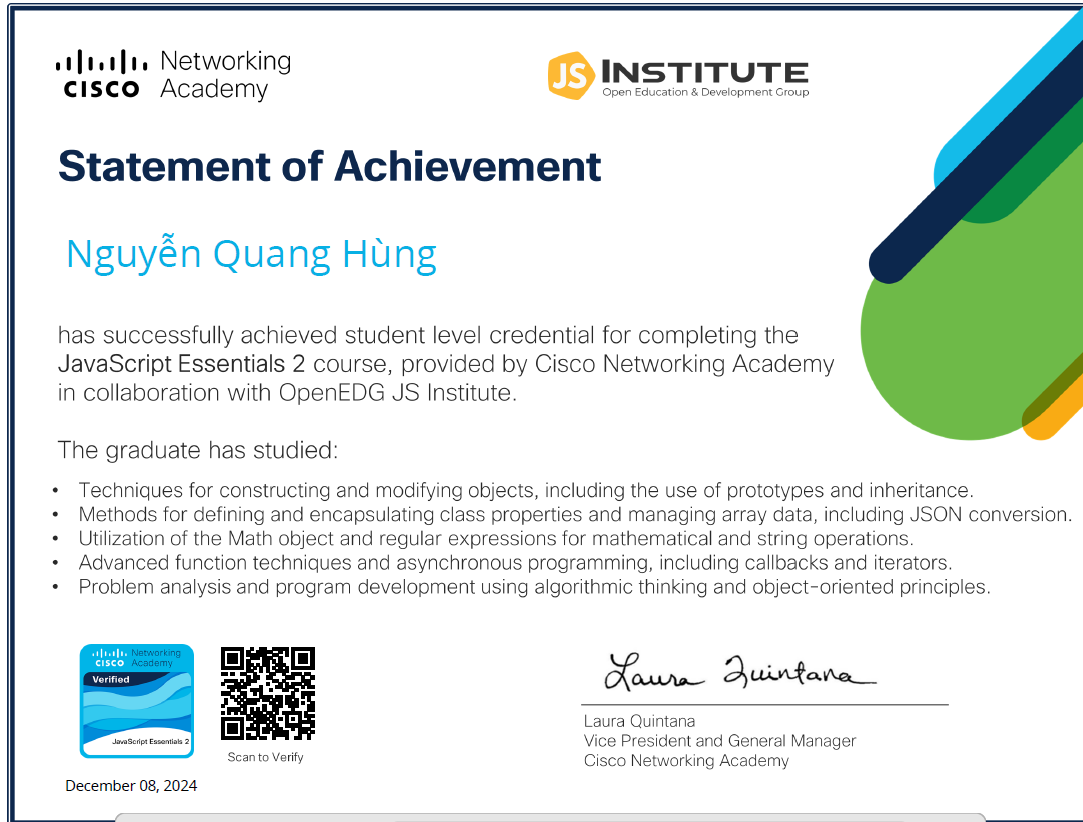 Networking
CISCO Academy
JS INSTITUTE
Open Education & Development Group
Statement of Achievement
Nguyễn Quang Hùng
has successfully achieved student level credential for completing the
JavaScript Essentials 2 course, provided by Cisco Networking Academy
in collaboration with OpenEDG JS Institute.
The graduate has studied:
• Techniques for constructing and modifying objects, including the use of prototypes and inheritance.
• Methods for defining and encapsulating class properties and managing array data, including JSON conversion.
• Utilization of the Math object and regular expressions for mathematical and string operations.
• Advanced function techniques and asynchronous programming, including callbacks and iterators.
• Problem analysis and program development using algorithmic thinking and object-oriented principles.
Networking
CISCO Academy
Verified
JavaScript Essentials 2
Scan to Verify
December 08, 2024
Laura Quintana
Laura Quintana
Vice President and General Manager
Cisco Networking Academy